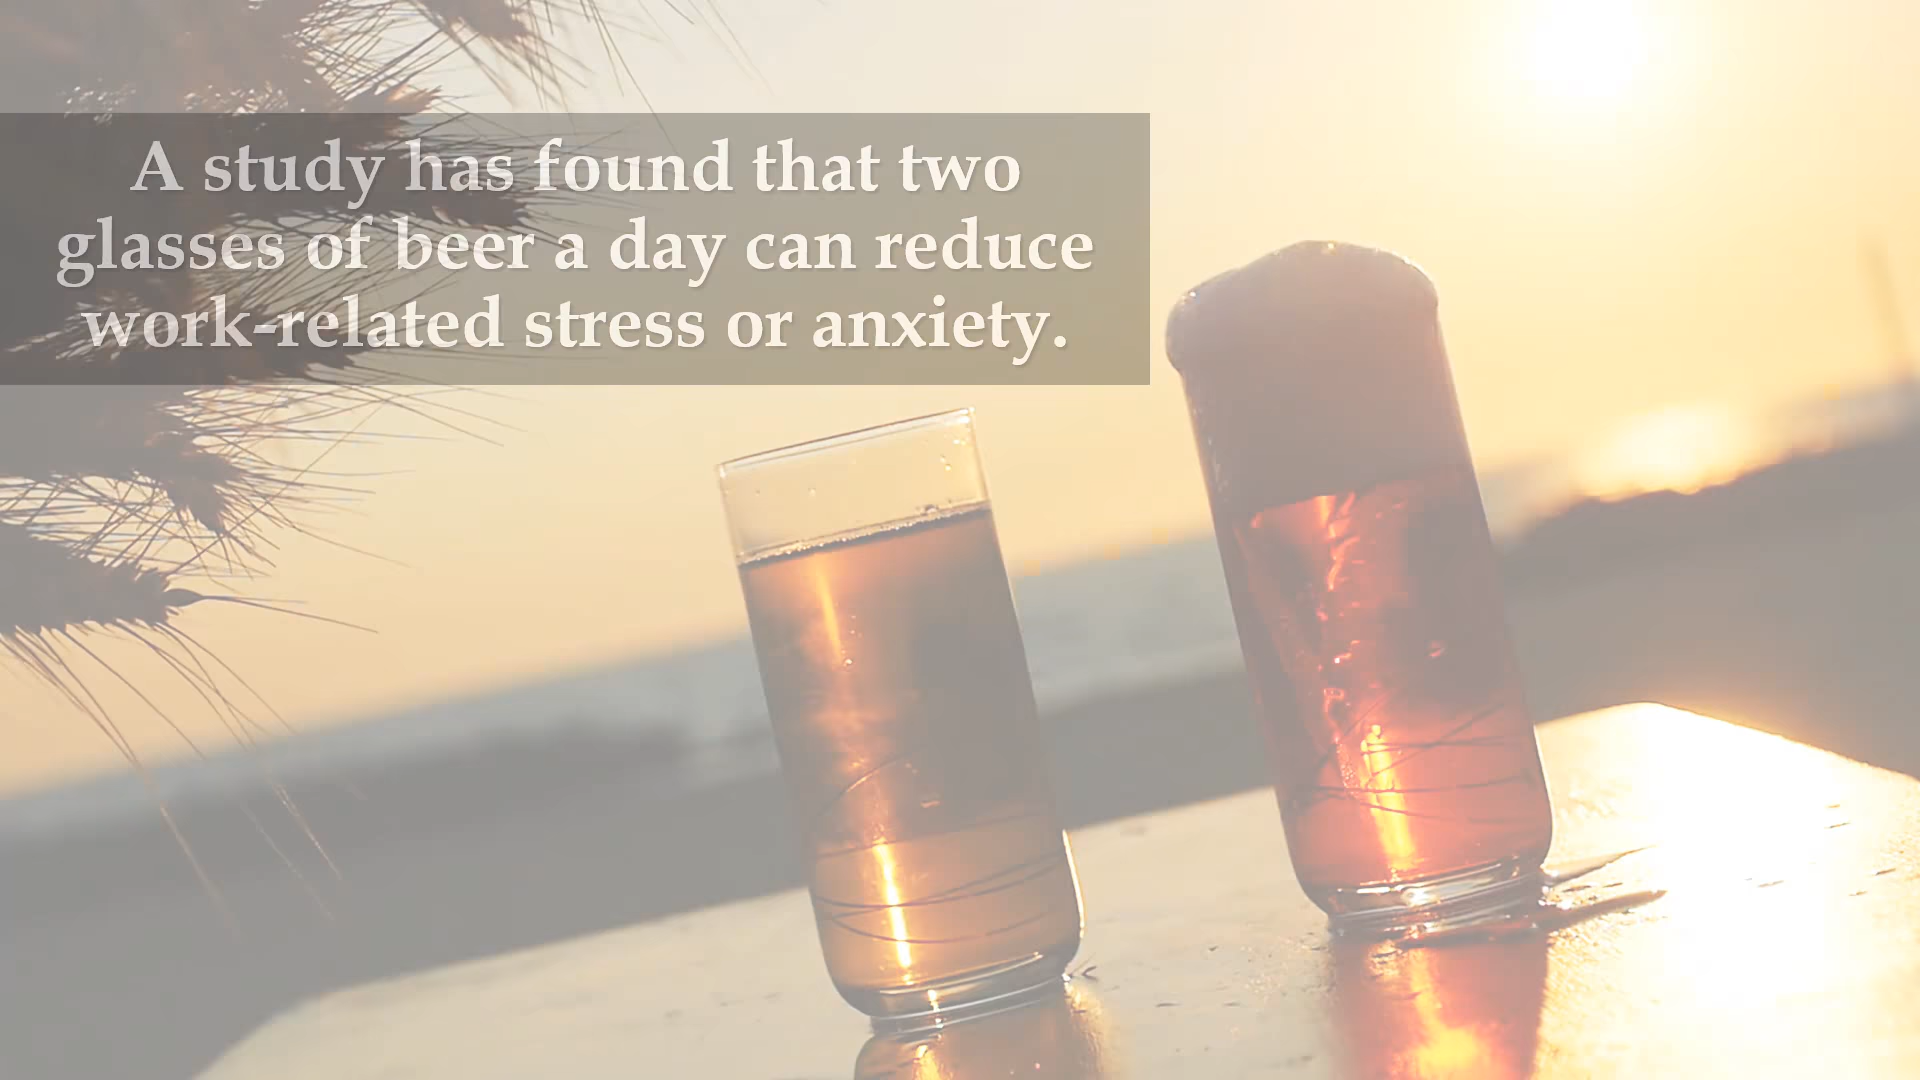 A study has found that two
glasses of beer a day can reduce
work-related stress or anxiety.